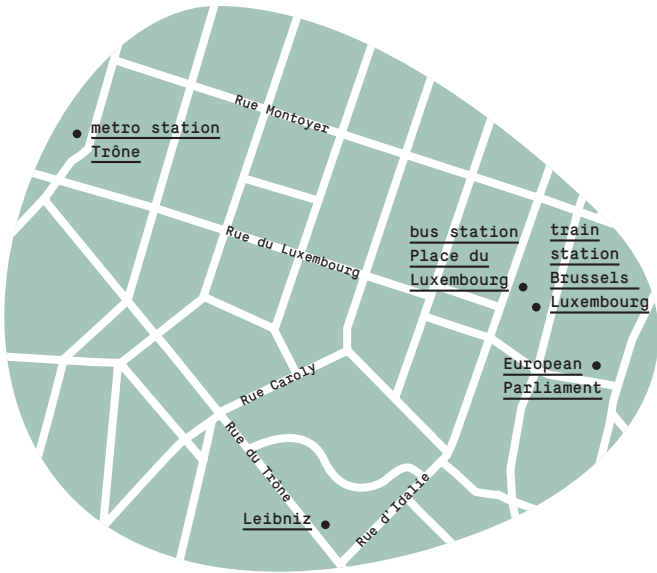 Rue Montoyer
metro station
Trône
Rue du Luxembourg
bus station
Place du
Luxembourg
train
station
Brussels
Luxembourg
European
Parliament
Rue Caroly
Rue du Trône
Rue d'Idalie
Leibniz